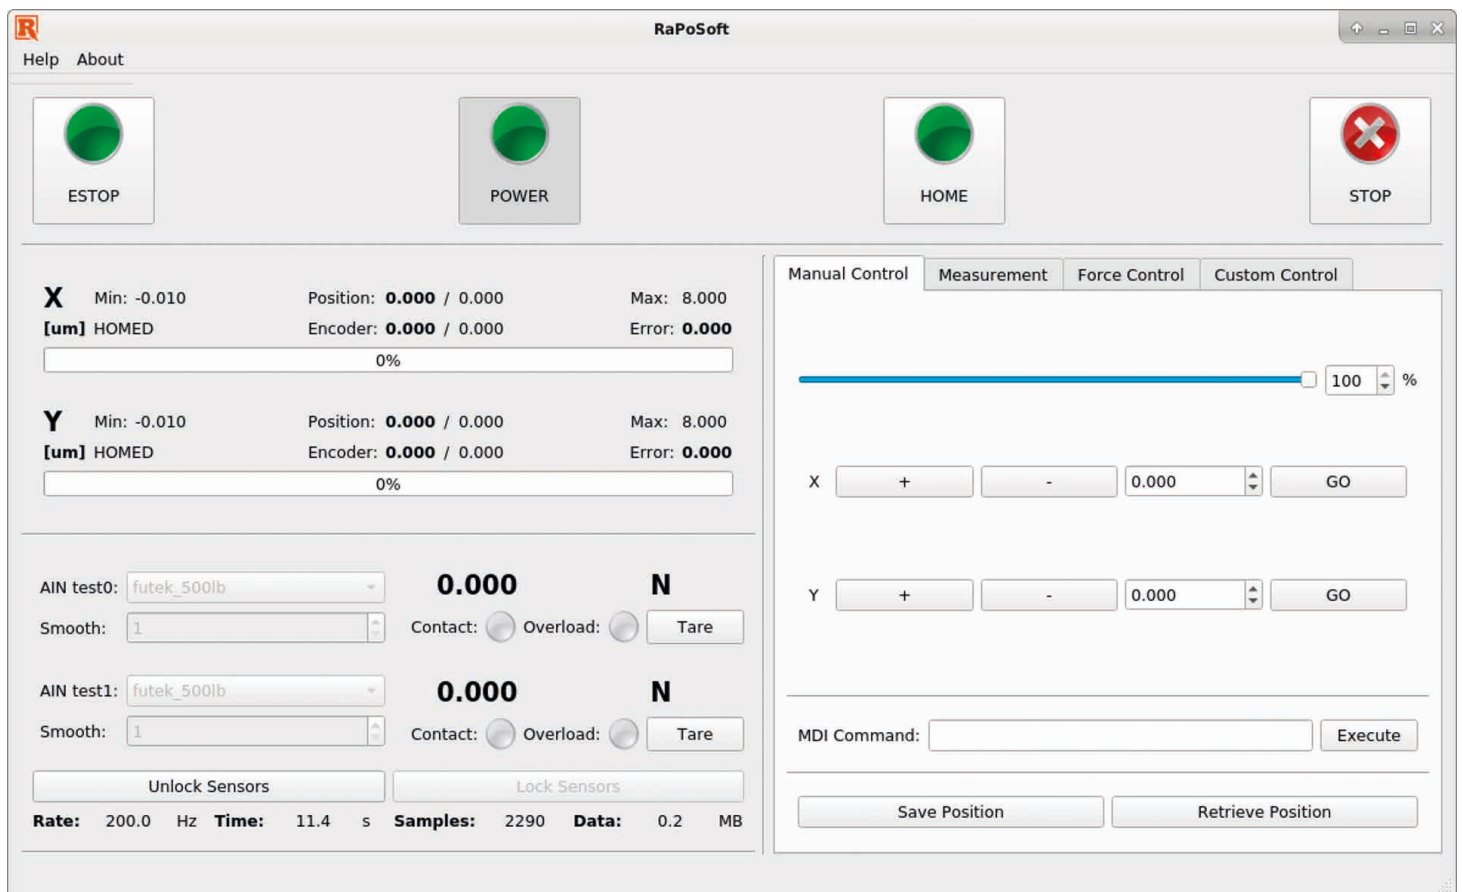 RaPoSoft
Help About
ESTOP
POWER
HOME
STOP
X Min: -0.010 Position: 0.000 / 0.000 Max: 8.000
[um] HOMED Encoder: 0.000 / 0.000 Error: 0.000
0%
Y Min: -0.010 Position: 0.000 / 0.000 Max: 8.000
[um] HOMED Encoder: 0.000 / 0.000 Error: 0.000
0%
AIN test0: futek_500lb 0.000 N
Smooth: 1 Contact: Overload: Tare
AIN test1: futek_500lb 0.000 N
Smooth: 1 Contact: Overload: Tare
Unlock Sensors Lock Sensors
Rate: 200.0 Hz Time: 11.4 s Samples: 2290 Data: 0.2 MB
Manual Control Measurement Force Control Custom Control
100 %
X + - 0.000 GO
Y + - 0.000 GO
MDI Command: Execute
Save Position Retrieve Position